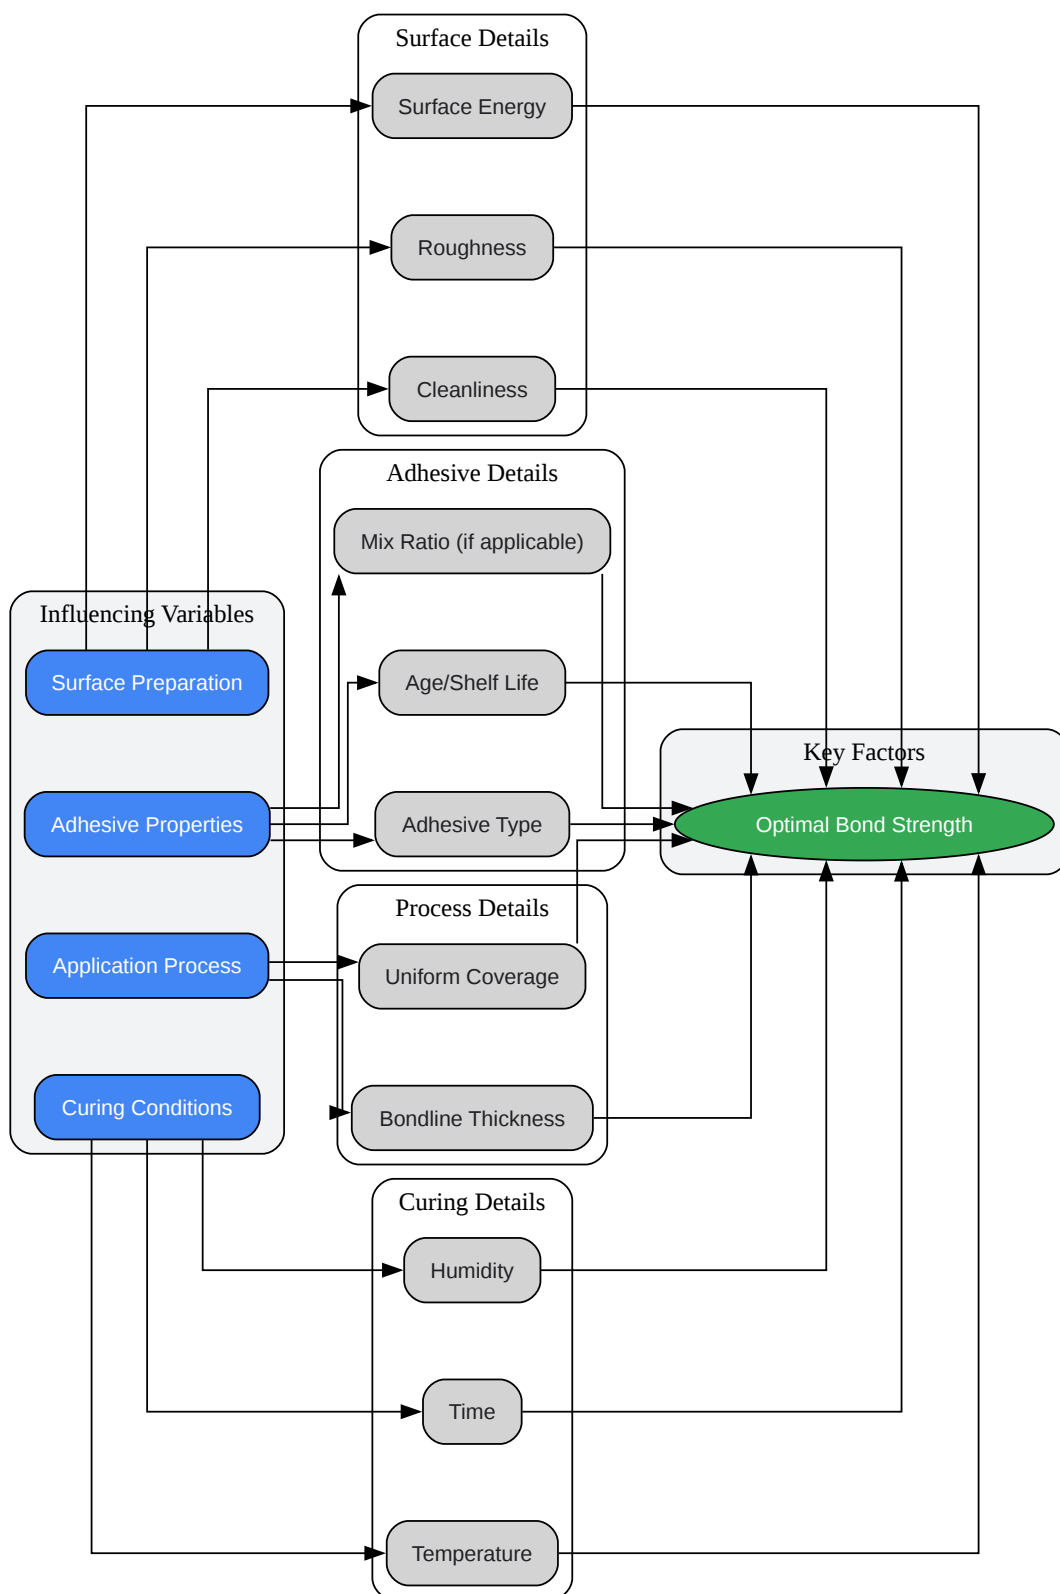 Surface Details
Surface Energy
Roughness
Cleanliness
Adhesive Details
Mix Ratio (if applicable)
Age/Shelf Life
Adhesive Type
Influencing Variables
Surface Preparation
Adhesive Properties
Application Process
Curing Conditions
Key Factors
Optimal Bond Strength
Process Details
Uniform Coverage
Bondline Thickness
Curing Details
Humidity
Time
Temperature